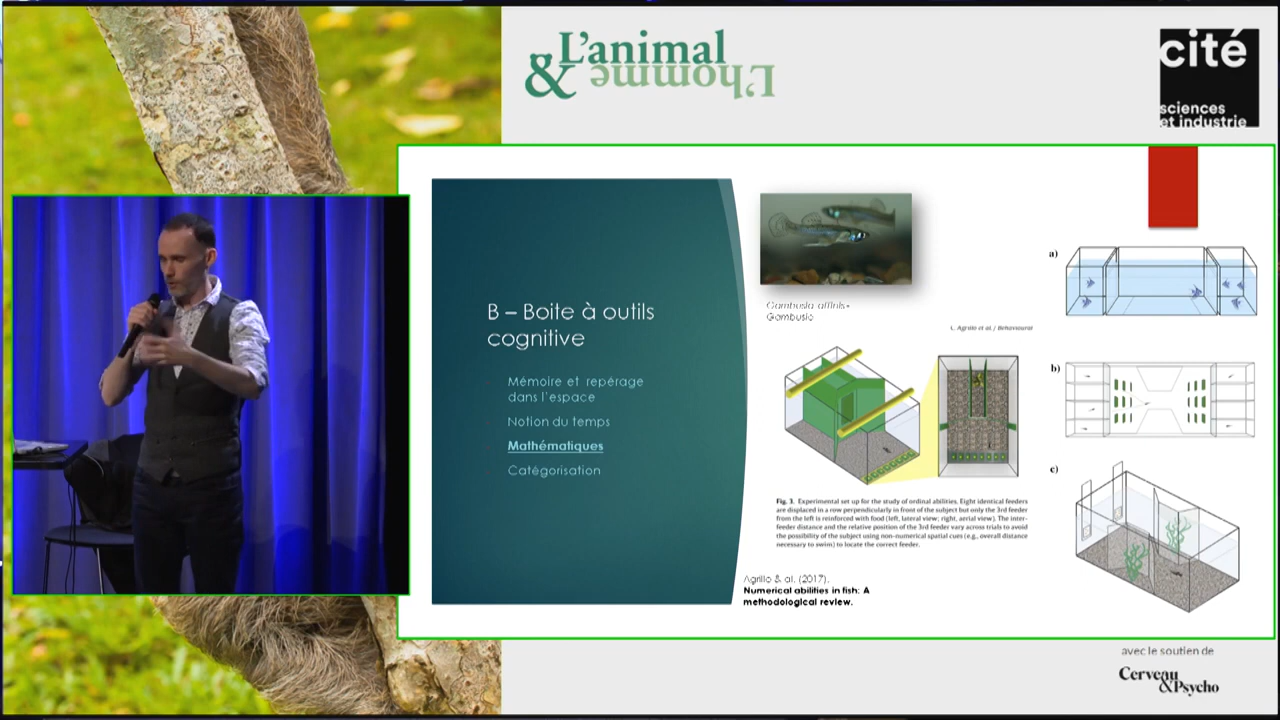 L'animal
& L'homme
cité
sciences
et industrie
B – Boite à outils
cognitive
Mémoire et repérage
dans l'espace
Notion du temps
Mathématiques
Catégorisation
Gambusia affinis -
Gambusie
C. Agrillo et al. / Behavioural
Fig. 3. Experimental set up for the study of ordinal abilities. Eight identical feeders
are displaced in a row perpendicularly in front of the subject but only the 3rd feeder
from the left is reinforced with food (left, lateral view; right, aerial view). The inter-
feeder distance and the relative position of the 3rd feeder vary across trials to avoid
the possibility of the subject using non-numerical spatial cues (e.g., overall distance
necessary to swim) to locate the correct feeder.
Agrillo & al. (2017).
Numerical abilities in fish: A
methodological review.
a)
b)
c)
avec le soutien de
Cerveau
&Psycho